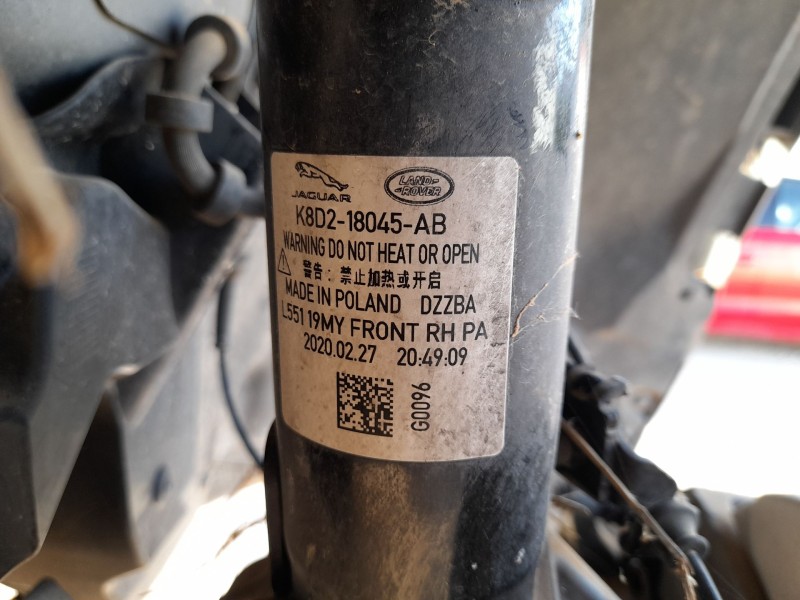 JAGUAR
LAND-
-ROVER
K8D2-18045-AB
WARNING DO NOT HEAT OR OPEN
警告: 禁止加热或开启
MADE IN POLAND DZZBA
L551 19MY FRONT RH PA
2020.02.27 20:49:09
G0096